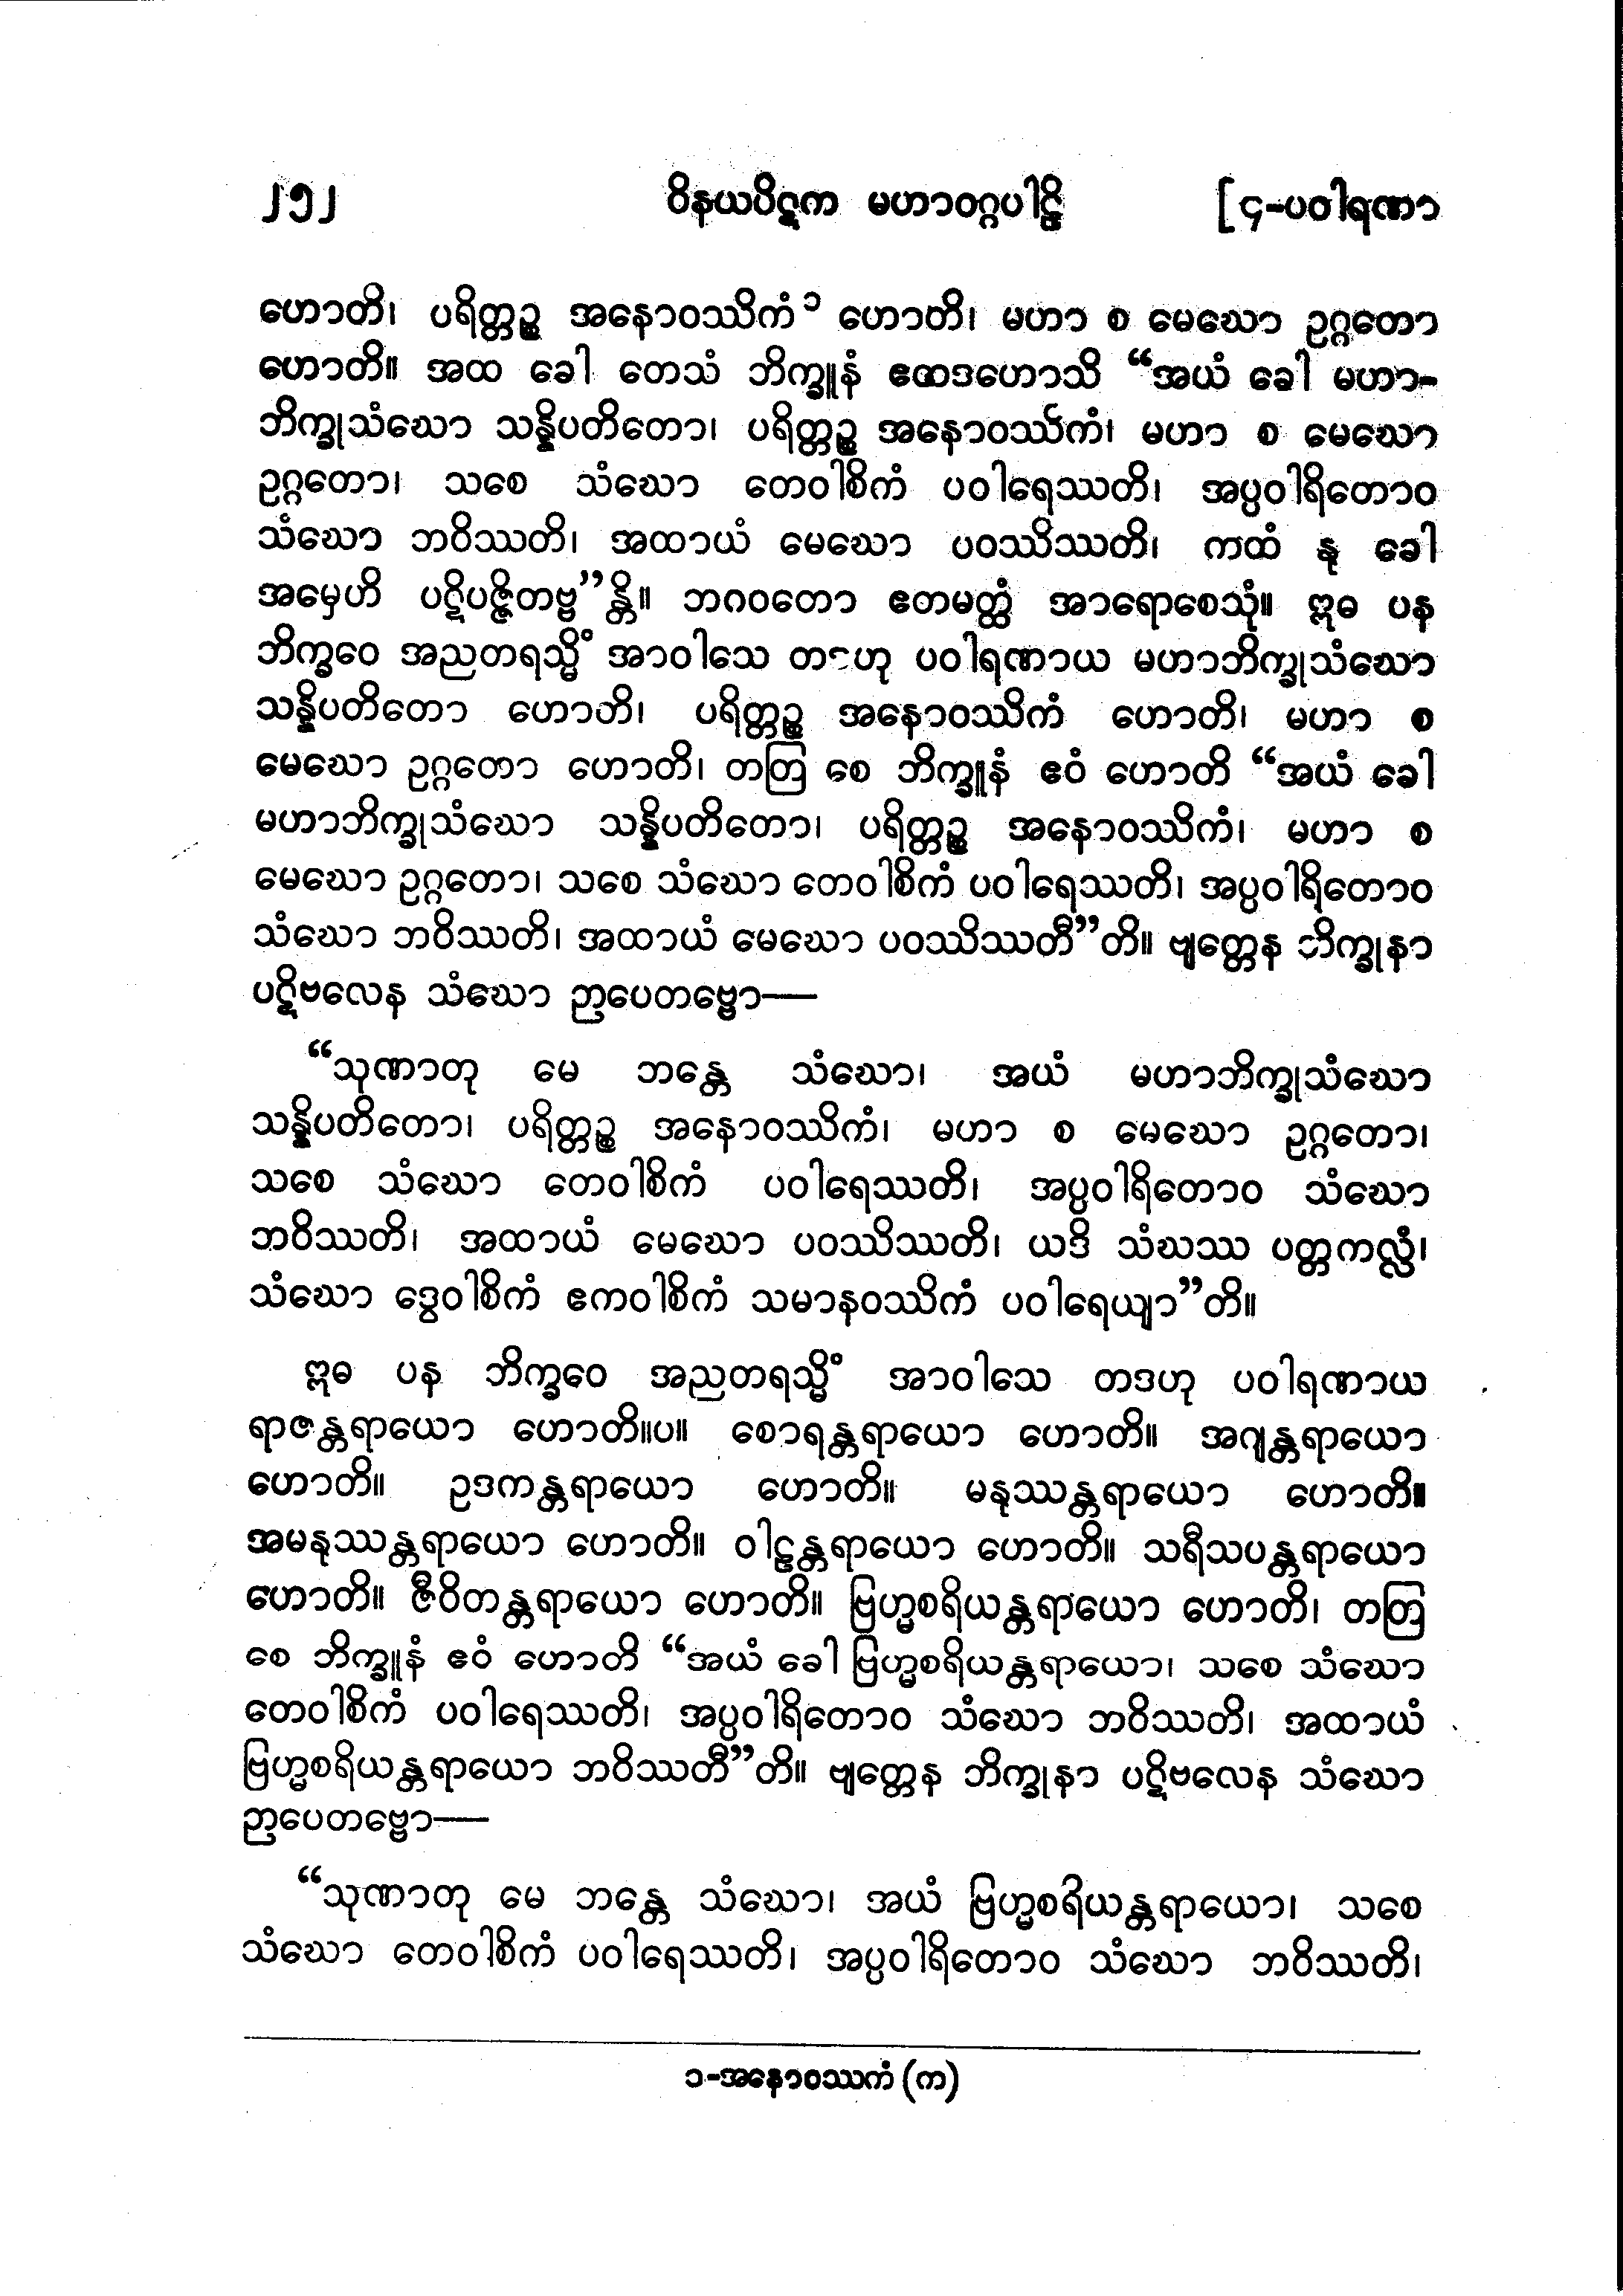 ၂၅၂ ဝိနယပိဋက မဟာဝဂ္ဂပါဠိ [၄-ပဝါရဏာ
ဟောတိ၊ ပရိတ္တဉ္စ အနောဝဿိကံ ၁ ဟောတိ၊ မဟာ စ မေဃော ဥဂ္ဂတော
ဟောတိ။ အထ ခေါ တေသံ ဘိက္ခူနံ ဧတဒဟောသိ “အယံ ခေါ မဟာ-
ဘိက္ခုသံဃော သန္နိပတိတော၊ ပရိတ္တဉ္စ အနောဝဿိကံ၊ မဟာ စ မေဃော
ဥဂ္ဂတော၊ သစေ သံဃော တေဝါစိကံ ပဝါရေဿတိ၊ အပ္ပဝါရိတောဝ
သံဃော ဘဝိဿတိ၊ အထာယံ မေဃော ပဝဿိဿတိ၊ ကထံ နု ခေါ
အမှေဟိ ပဋိပဇ္ဇိတဗ္ဗ”န္တိ။ ဘဂဝတော ဧတမတ္ထံ အာရောစေသုံ။ ဣဓ ပန
ဘိက္ခဝေ အညတရသ္မိံ အာဝါသေ တဒဟု ပဝါရဏာယ မဟာဘိက္ခုသံဃော
သန္နိပတိတော ဟောတိ၊ ပရိတ္တဉ္စ အနောဝဿိကံ ဟောတိ၊ မဟာ စ
မေဃော ဥဂ္ဂတော ဟောတိ၊ တတြ စေ ဘိက္ခူနံ ဧဝံ ဟောတိ “အယံ ခေါ
မဟာဘိက္ခုသံဃော သန္နိပတိတော၊ ပရိတ္တဉ္စ အနောဝဿိကံ၊ မဟာ စ
မေဃော ဥဂ္ဂတော၊ သစေ သံဃော တေဝါစိကံ ပဝါရေဿတိ၊ အပ္ပဝါရိတောဝ
သံဃော ဘဝိဿတိ၊ အထာယံ မေဃော ပဝဿိဿတီ”တိ။ ဗျတ္တေန ဘိက္ခုနာ
ပဋိဗလေန သံဃော ဉာပေတဗ္ဗော—
“သုဏာတု မေ ဘန္တေ သံဃော၊ အယံ မဟာဘိက္ခုသံဃော
သန္နိပတိတော၊ ပရိတ္တဉ္စ အနောဝဿိကံ၊ မဟာ စ မေဃော ဥဂ္ဂတော၊
သစေ သံဃော တေဝါစိကံ ပဝါရေဿတိ၊ အပ္ပဝါရိတောဝ သံဃော
ဘဝိဿတိ၊ အထာယံ မေဃော ပဝဿိဿတိ၊ ယဒိ သံဃဿ ပတ္တကလ္လံ၊
သံဃော ဒွေဝါစိကံ ဧကဝါစိကံ သမာနဝဿိကံ ပဝါရေယျာ”တိ။
ဣဓ ပန ဘိက္ခဝေ အညတရသ္မိံ အာဝါသေ တဒဟု ပဝါရဏာယ
ရာဇန္တရာယော ဟောတိ။ပ။ စောရန္တရာယော ဟောတိ။ အဂျန္တရာယော
ဟောတိ။ ဥဒကန္တရာယော ဟောတိ။ မနုဿန္တရာယော ဟောတိ။
အမနုဿန္တရာယော ဟောတိ။ ဝါဠန္တရာယော ဟောတိ။ သရီသပန္တရာယော
ဟောတိ။ ဇီဝိတန္တရာယော ဟောတိ။ ဗြဟ္မစရိယန္တရာယော ဟောတိ၊ တတြ
စေ ဘိက္ခူနံ ဧဝံ ဟောတိ “အယံ ခေါ ဗြဟ္မစရိယန္တရာယော၊ သစေ သံဃော
တေဝါစိကံ ပဝါရေဿတိ၊ အပ္ပဝါရိတောဝ သံဃော ဘဝိဿတိ၊ အထာယံ
ဗြဟ္မစရိယန္တရာယော ဘဝိဿတီ”တိ။ ဗျတ္တေန ဘိက္ခုနာ ပဋိဗလေန သံဃော
ဉာပေတဗ္ဗော—
“သုဏာတု မေ ဘန္တေ သံဃော၊ အယံ ဗြဟ္မစရိယန္တရာယော၊ သစေ
သံဃော တေဝါစိကံ ပဝါရေဿတိ၊ အပ္ပဝါရိတောဝ သံဃော ဘဝိဿတိ၊
၁-အနောဝဿကံ (က)